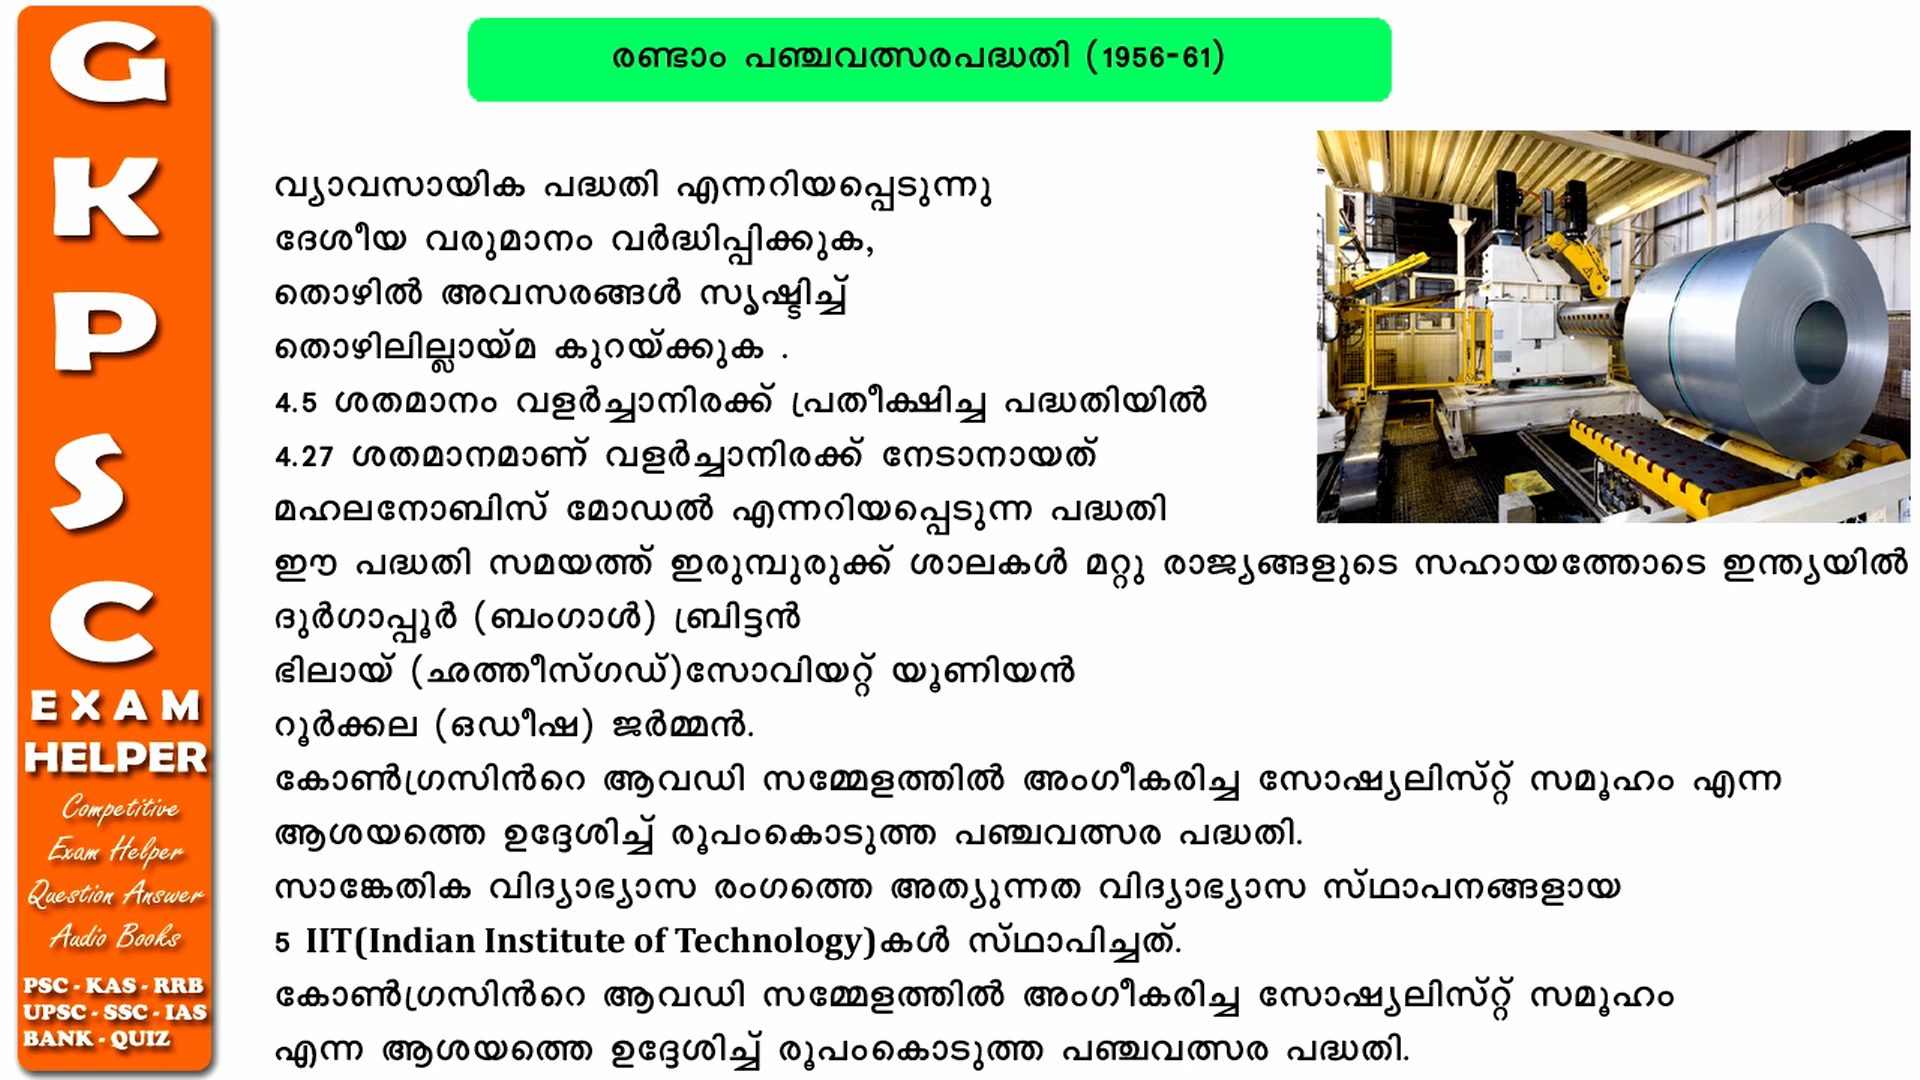 G
K
P
S
C
EXAM
HELPER
Competitive
Exam Helper
Question Answer
Audio Books
PSC - KAS - RRB
UPSC - SSC - IAS
BANK - QUIZ
രണ്ടാം പഞ്ചവത്സരപദ്ധതി (1956-61)
വ്യാവസായിക പദ്ധതി എന്നറിയപ്പെടുന്നു
ദേശീയ വരുമാനം വർദ്ധിപ്പിക്കുക,
തൊഴിൽ അവസരങ്ങൾ സൃഷ്ടിച്ച്
തൊഴിലില്ലായ്മ കുറയ്ക്കുക .
4.5 ശതമാനം വളർച്ചാനിരക്ക് പ്രതീക്ഷിച്ച പദ്ധതിയിൽ
4.27 ശതമാനമാണ് വളർച്ചാനിരക്ക് നേടാനായത്
മഹലനോബിസ് മോഡൽ എന്നറിയപ്പെടുന്ന പദ്ധതി
ഈ പദ്ധതി സമയത്ത് ഇരുമ്പുരുക്ക് ശാലകൾ മറ്റു രാജ്യങ്ങളുടെ സഹായത്തോടെ ഇന്ത്യയിൽ
ദുർഗാപ്പൂർ (ബംഗാൾ) ബ്രിട്ടൻ
ഭിലായ് (ഛത്തീസ്ഗഡ്)സോവിയറ്റ് യൂണിയൻ
റൂർക്കല (ഒഡീഷ) ജർമ്മൻ.
കോൺഗ്രസിൻറെ ആവഡി സമ്മേളത്തിൽ അംഗീകരിച്ച സോഷ്യലിസ്റ്റ് സമൂഹം എന്ന
ആശയത്തെ ഉദ്ദേശിച്ച് രൂപംകൊടുത്ത പഞ്ചവത്സര പദ്ധതി.
സാങ്കേതിക വിദ്യാഭ്യാസ രംഗത്തെ അത്യുന്നത വിദ്യാഭ്യാസ സ്ഥാപനങ്ങളായ
5 IIT(Indian Institute of Technology)കൾ സ്ഥാപിച്ചത്.
കോൺഗ്രസിൻറെ ആവഡി സമ്മേളത്തിൽ അംഗീകരിച്ച സോഷ്യലിസ്റ്റ് സമൂഹം
എന്ന ആശയത്തെ ഉദ്ദേശിച്ച് രൂപംകൊടുത്ത പഞ്ചവത്സര പദ്ധതി.